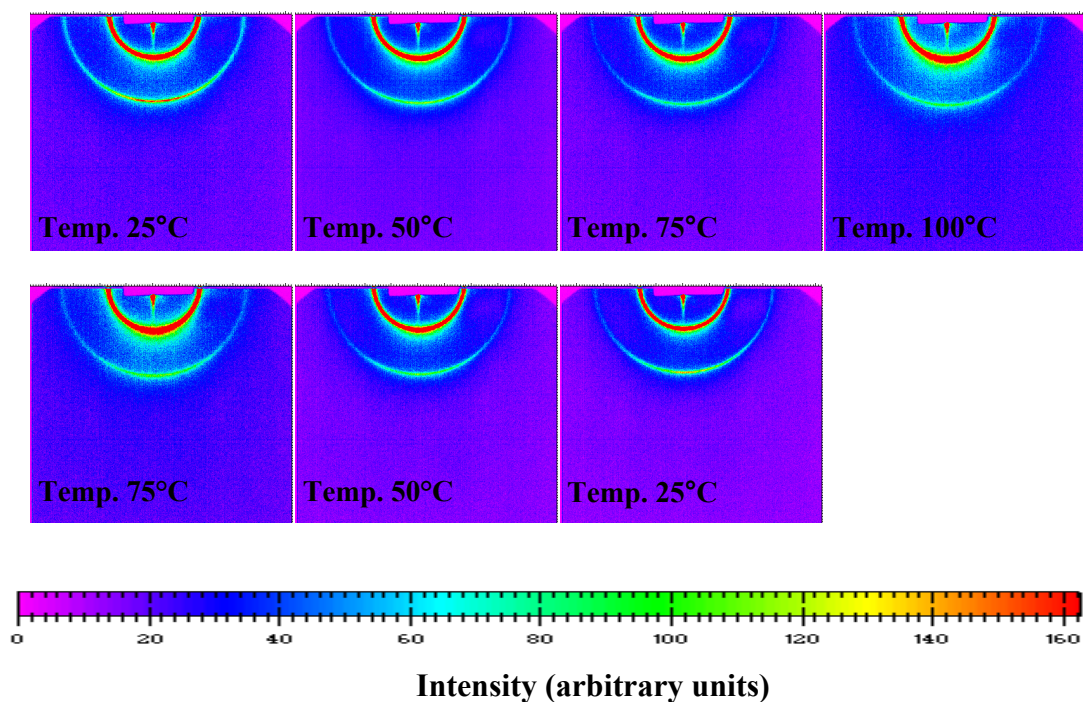 Temp. 25°C Temp. 50°C Temp. 75°C Temp. 100°C
Temp. 75°C Temp. 50°C Temp. 25°C
0 20 40 60 80 100 120 140 160
Intensity (arbitrary units)